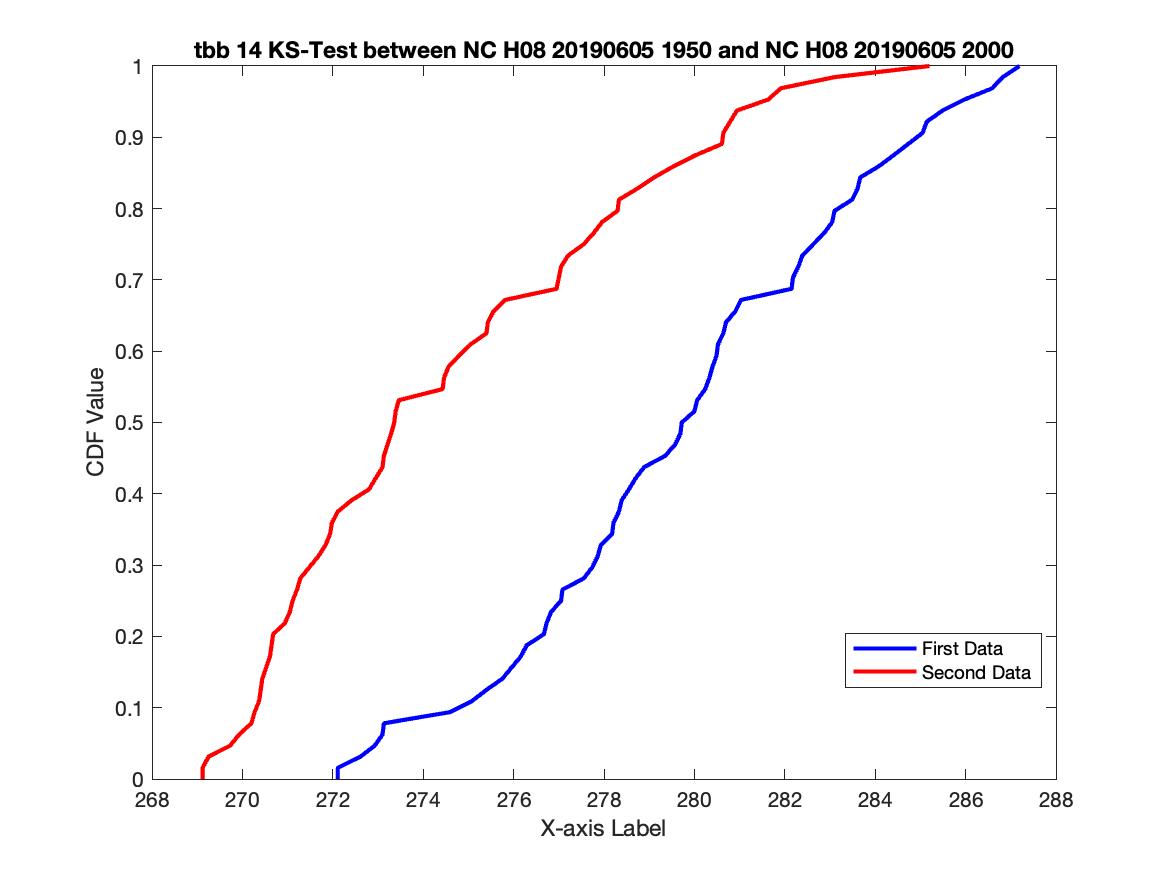 tbb 14 KS-Test between NC H08 20190605 1950 and NC H08 20190605 2000
1
0.9
0.8
0.7
0.6
0.5
0.4
0.3
0.2
0.1
0
CDF Value
First Data
Second Data
268 270 272 274 276 278 280 282 284 286 288
X-axis Label